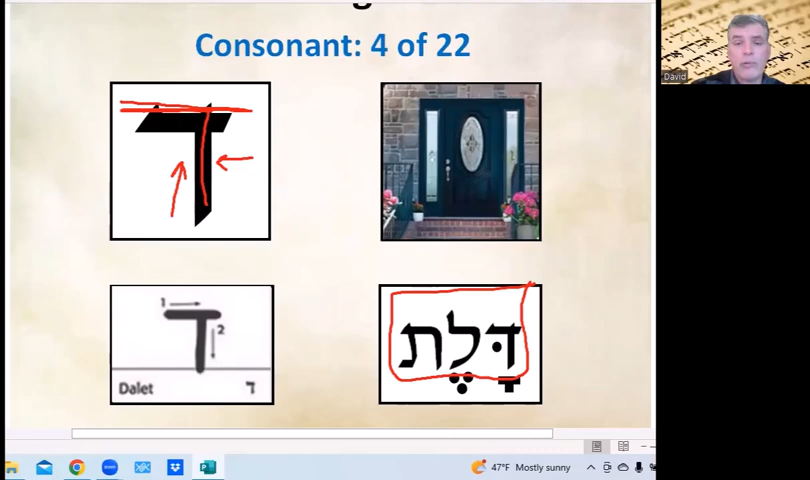 Consonant: 4 of 22
David
ד
1
2
Dalet ד
דָּלֶת
47°F Mostly sunny